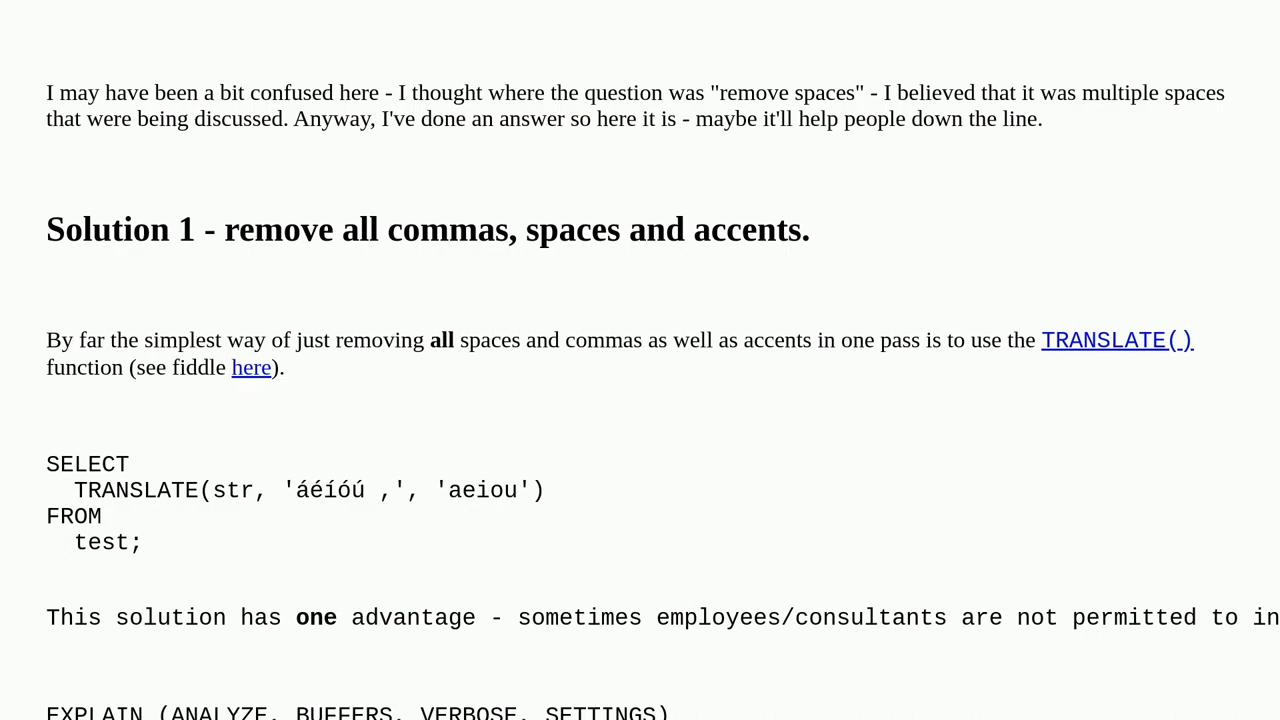 I may have been a bit confused here - I thought where the question was "remove spaces" - I believed that it was multiple spaces
that were being discussed. Anyway, I've done an answer so here it is - maybe it'll help people down the line.
Solution 1 - remove all commas, spaces and accents.
By far the simplest way of just removing all spaces and commas as well as accents in one pass is to use the TRANSLATE()
function (see fiddle here).
SELECT
  TRANSLATE(str, 'áéíóú ,', 'aeiou')
FROM
  test;
This solution has one advantage - sometimes employees/consultants are not permitted to in
EXPLAIN (ANALYZE, BUFFERS, VERBOSE, SETTINGS)